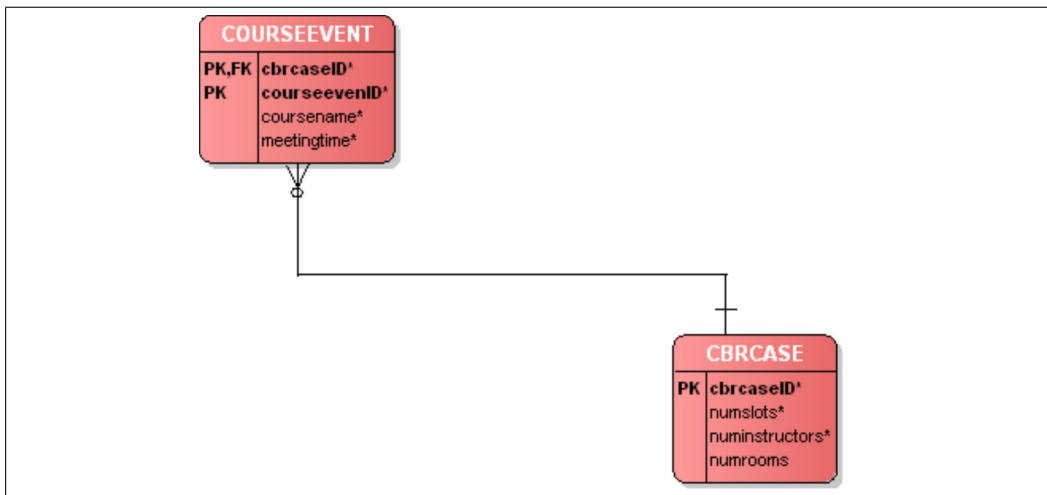 COURSEEVENT
PK,FK cbrcaseID*
PK courseevenID*
coursename*
meetingtime*
CBRCASE
PK cbrcaseID*
numslots*
numinstructors*
numrooms